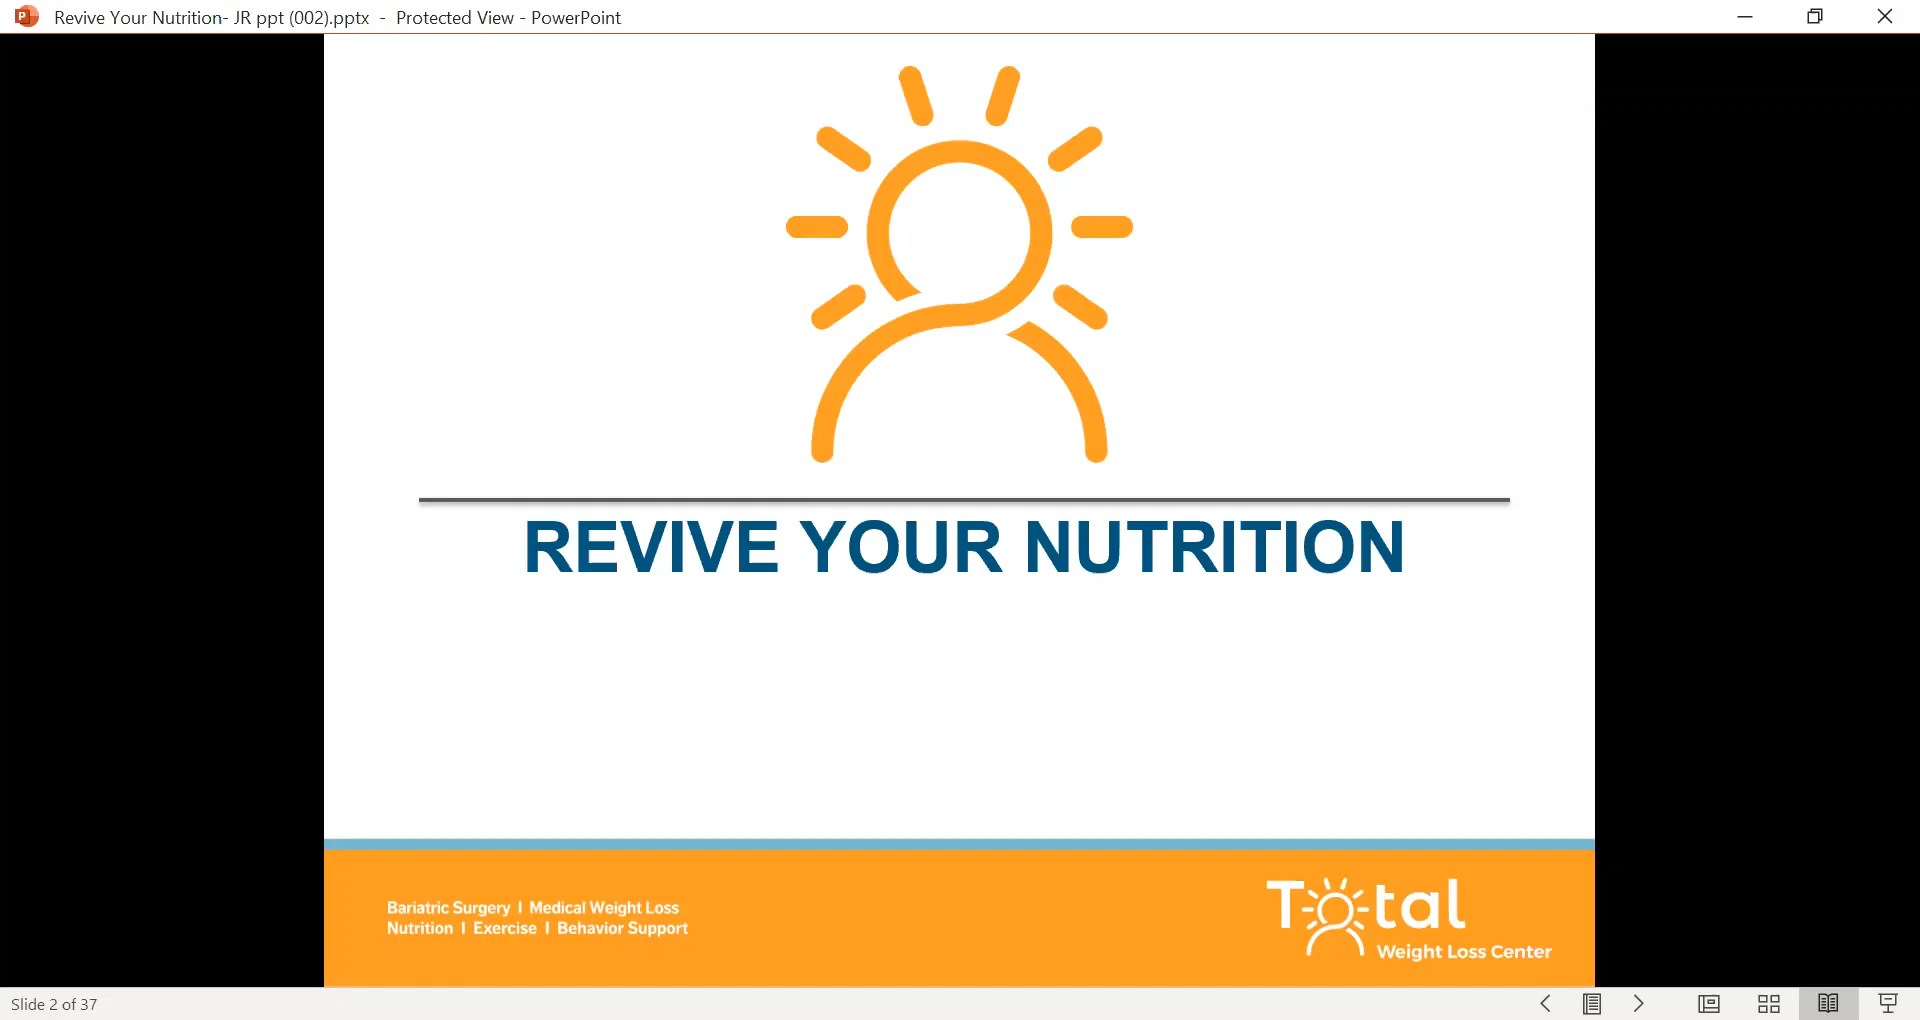 Revive Your Nutrition- JR ppt (002).pptx - Protected View - PowerPoint
REVIVE YOUR NUTRITION
Bariatric Surgery I Medical Weight Loss
Nutrition I Exercise I Behavior Support
Total
Weight Loss Center
Slide 2 of 37